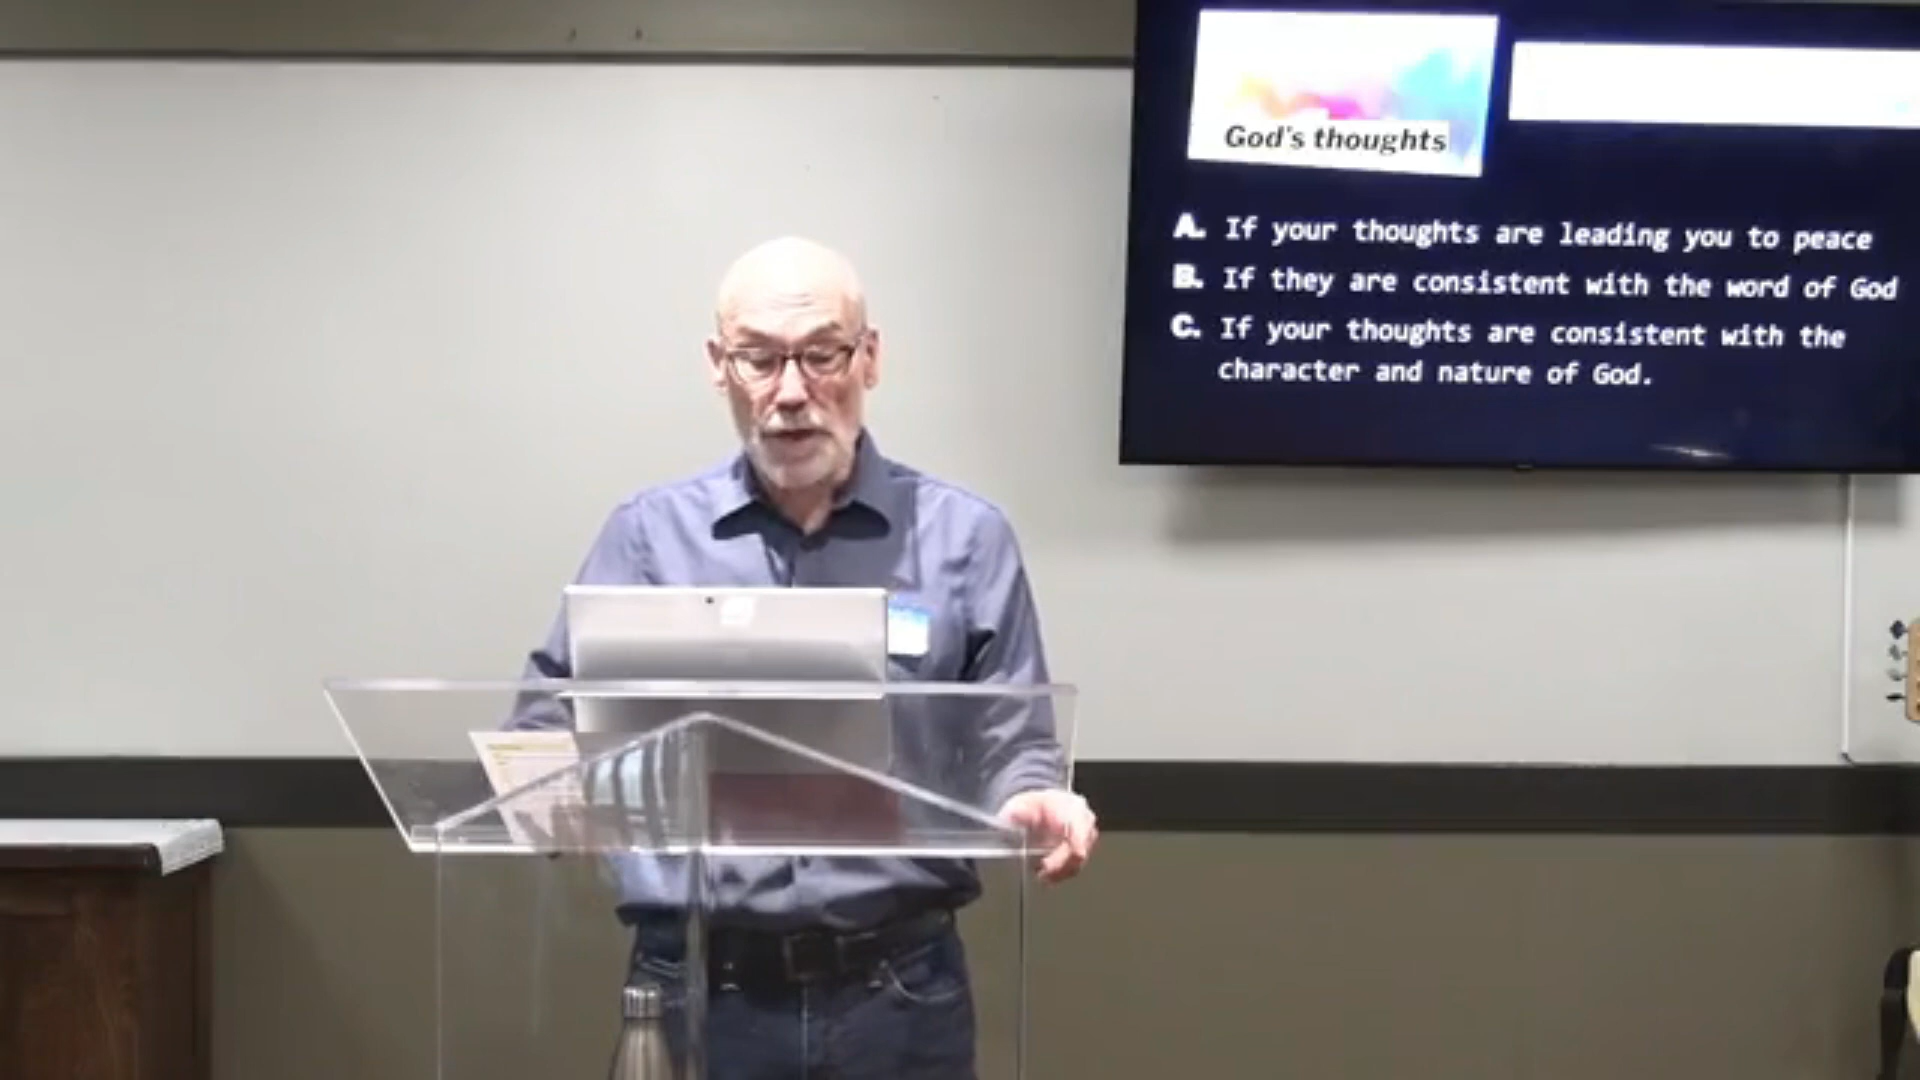 God's thoughts
A. If your thoughts are leading you to peace
B. If they are consistent with the word of God
C. If your thoughts are consistent with the
character and nature of God.